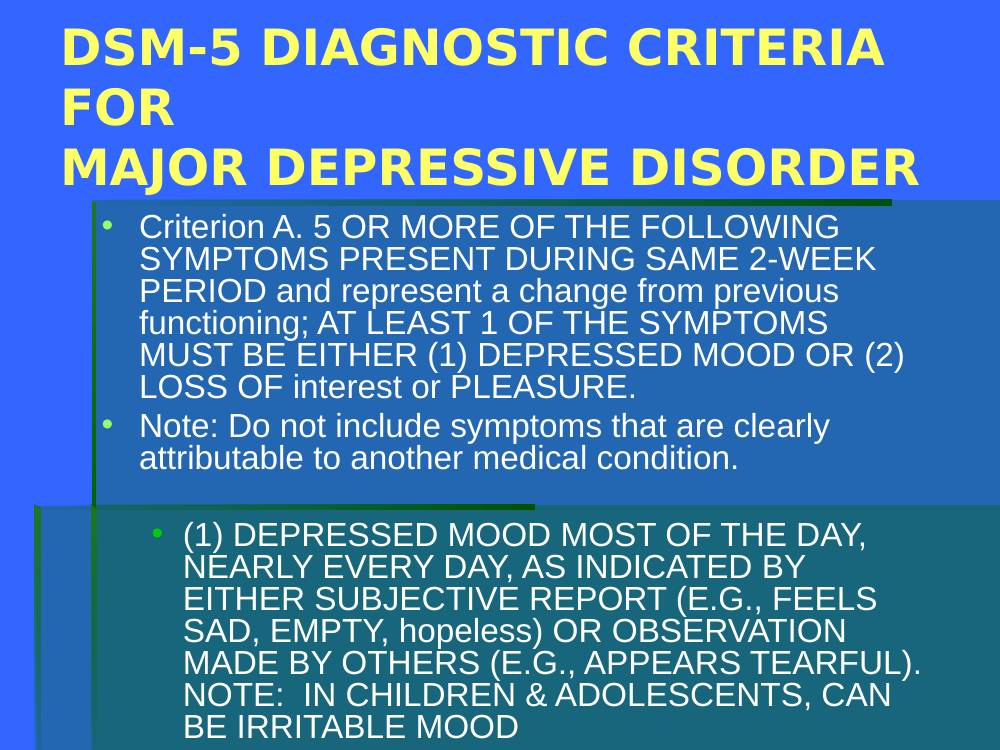 DSM-5 DIAGNOSTIC CRITERIA
FOR
MAJOR DEPRESSIVE DISORDER
• Criterion A. 5 OR MORE OF THE FOLLOWING
SYMPTOMS PRESENT DURING SAME 2-WEEK
PERIOD and represent a change from previous
functioning; AT LEAST 1 OF THE SYMPTOMS
MUST BE EITHER (1) DEPRESSED MOOD OR (2)
LOSS OF interest or PLEASURE.
• Note: Do not include symptoms that are clearly
attributable to another medical condition.
• (1) DEPRESSED MOOD MOST OF THE DAY,
NEARLY EVERY DAY, AS INDICATED BY
EITHER SUBJECTIVE REPORT (E.G., FEELS
SAD, EMPTY, hopeless) OR OBSERVATION
MADE BY OTHERS (E.G., APPEARS TEARFUL).
NOTE:  IN CHILDREN & ADOLESCENTS, CAN
BE IRRITABLE MOOD